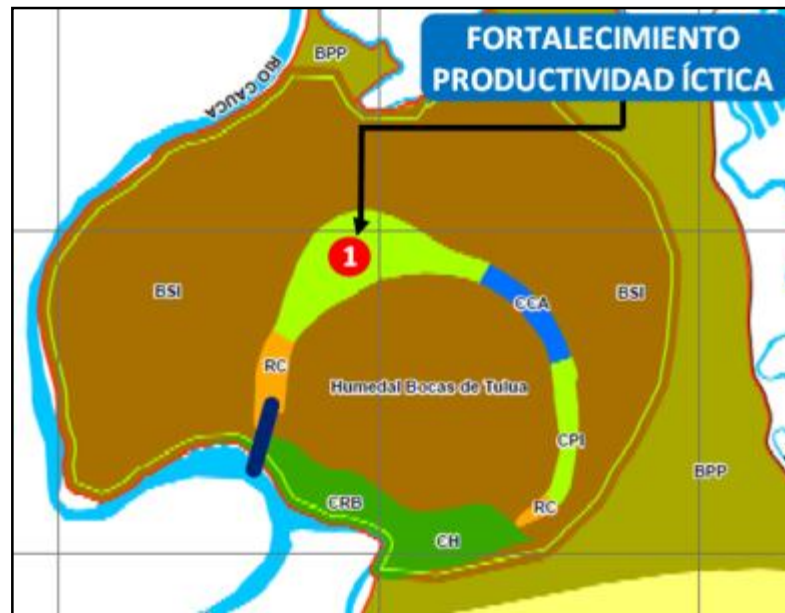 FORTALECIMIENTO
PRODUCTIVIDAD ÍCTICA
BPP
RIO CAUCA
1
BSI
CCA
BSI
RC
Humedal Bocas de Tulua
CPI
BPP
CRB
RC
CH